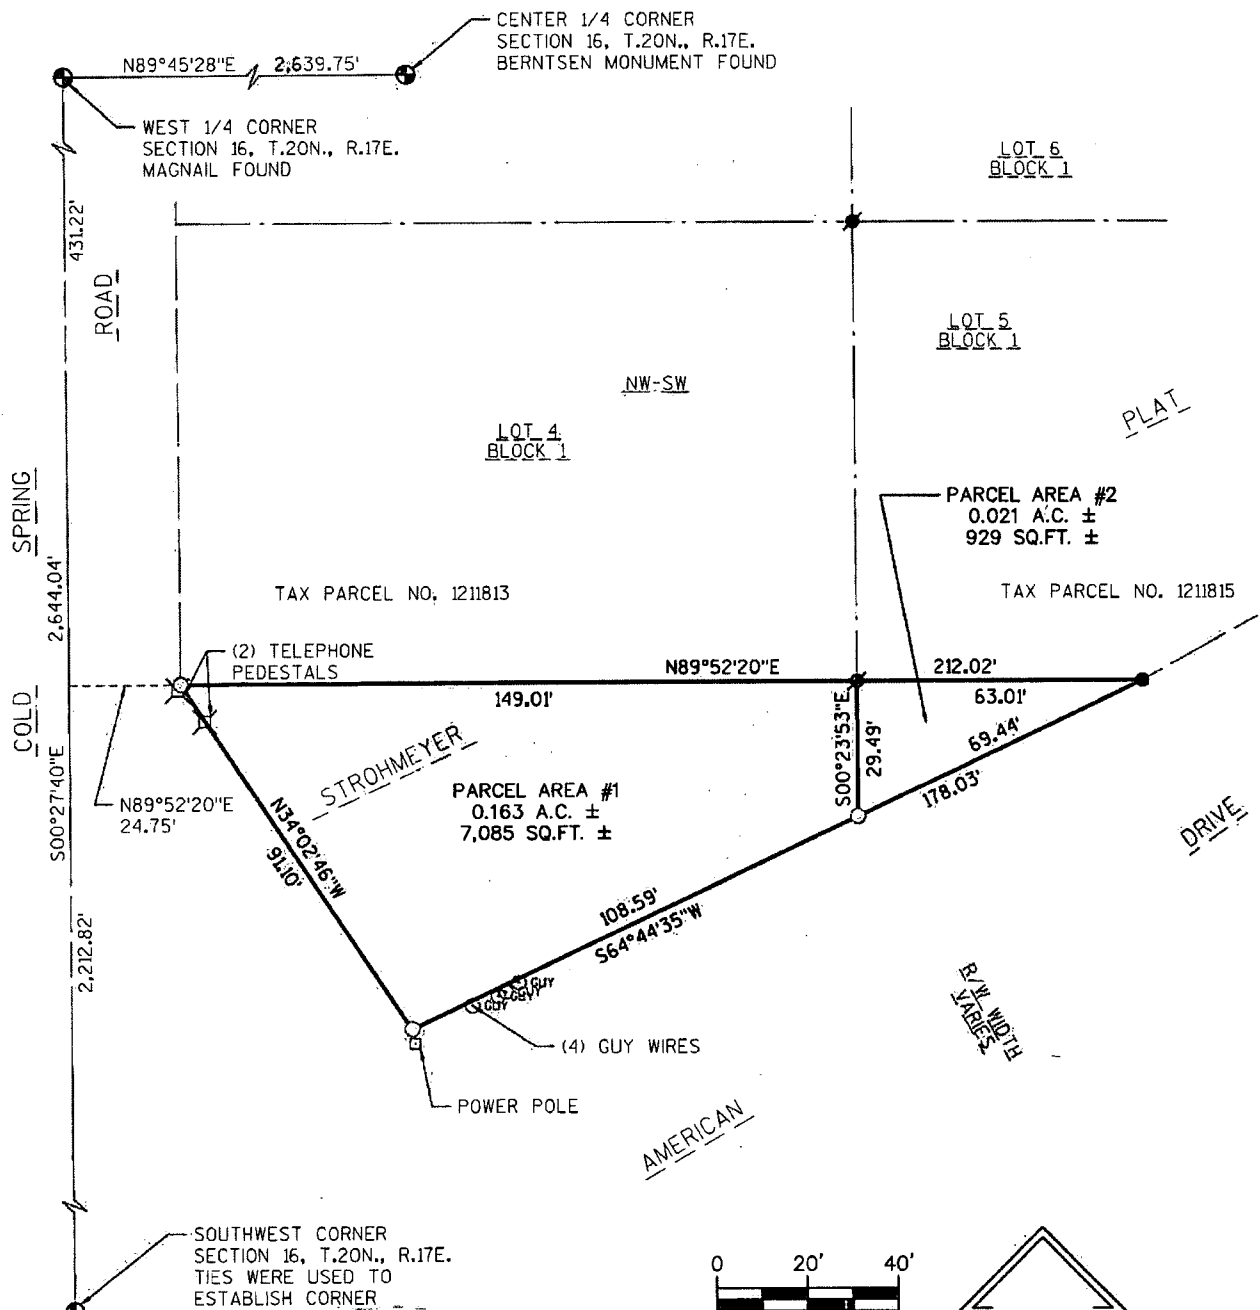 CENTER 1/4 CORNER
SECTION 16, T.20N., R.17E.
BERNTSEN MONUMENT FOUND
N89°45'28"E 2,639.75'
WEST 1/4 CORNER
SECTION 16, T.20N., R.17E.
MAGNAIL FOUND
LOT 6
BLOCK 1
431.22'
ROAD
LOT 5
BLOCK 1
NW-SW
PLAT
LOT 4
BLOCK 1
SPRING
PARCEL AREA #2
0.021 A.C. ±
929 SQ.FT. ±
2,644.04'
TAX PARCEL NO. 1211813
TAX PARCEL NO. 1211815
(2) TELEPHONE
PEDESTALS
N89°52'20"E
212.02'
149.01'
63.01'
COLD
S00°23'53"E
29.49'
69.44'
178.03'
STROHMEYER
S00°27'40"E
N89°52'20"E
24.75'
PARCEL AREA #1
0.163 A.C. ±
7,085 SQ.FT. ±
N34°02'46"W
91.10'
DRIVE
108.59'
S64°44'35"W
2,212.82'
GUY
GUY
GUY
R/W WIDTH
VARIES
(4) GUY WIRES
POWER POLE
AMERICAN
SOUTHWEST CORNER
SECTION 16, T.20N., R.17E.
TIES WERE USED TO
ESTABLISH CORNER
0 20' 40'